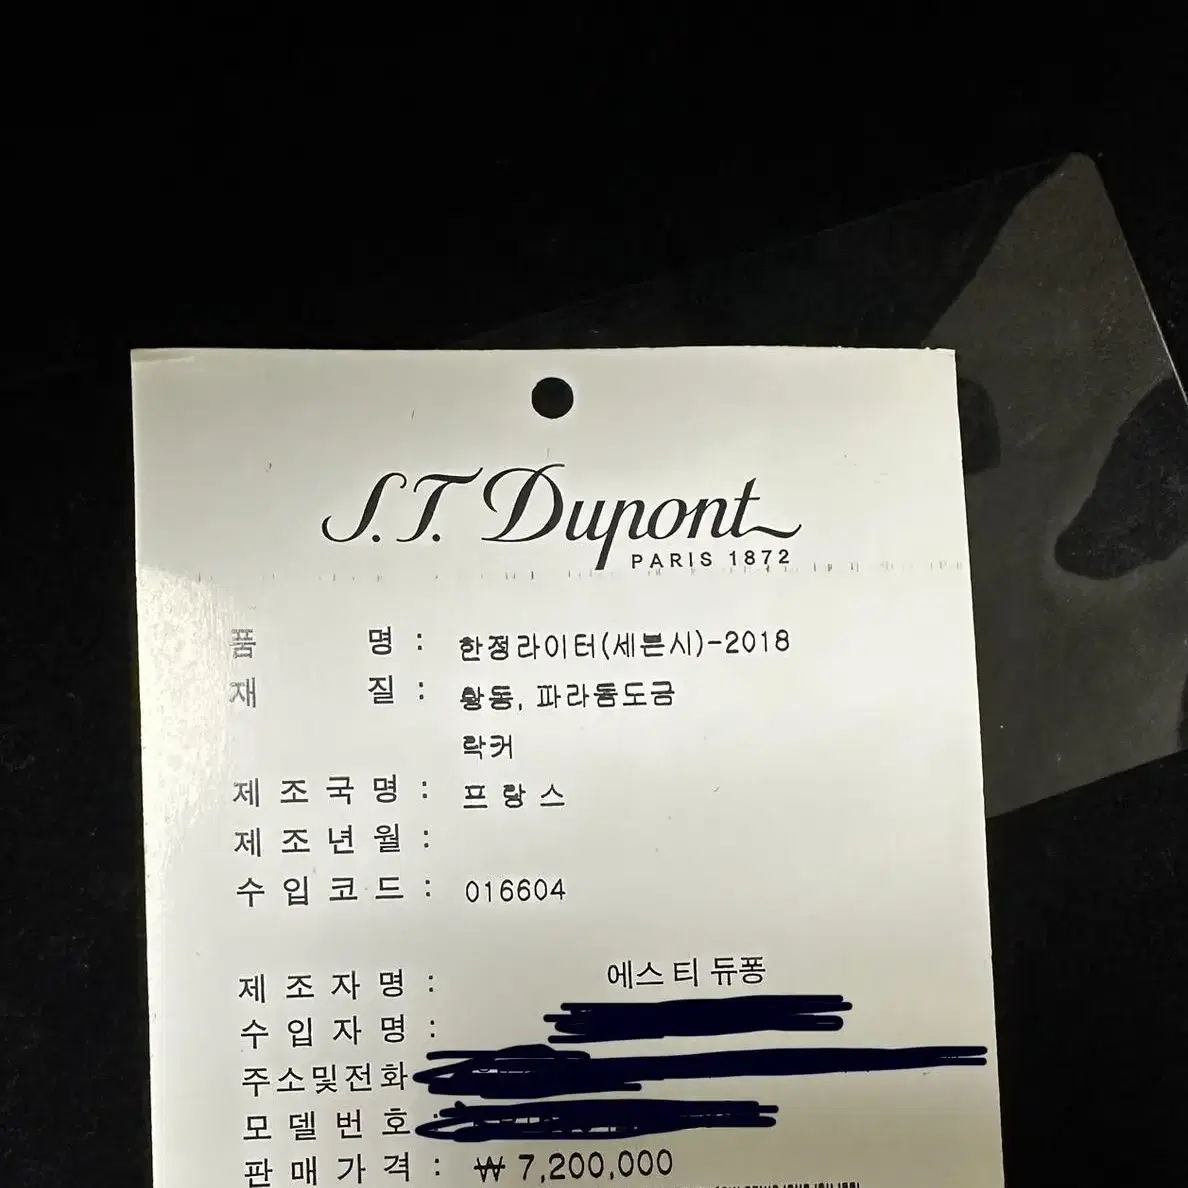 S.T. Dupont
PARIS 1872
품 명 : 한정라이터(세븐시)-2018
재 질 : 황동, 파라듐도금
락커
제 조 국 명 : 프랑스
제 조 년 월 :
수 입 코 드 : 016604
제 조 자 명 : 에스티듀퐁
수 입 자 명 :
주소및전화
모 델 번 호 :
판 매 가 격 : ₩ 7,200,000